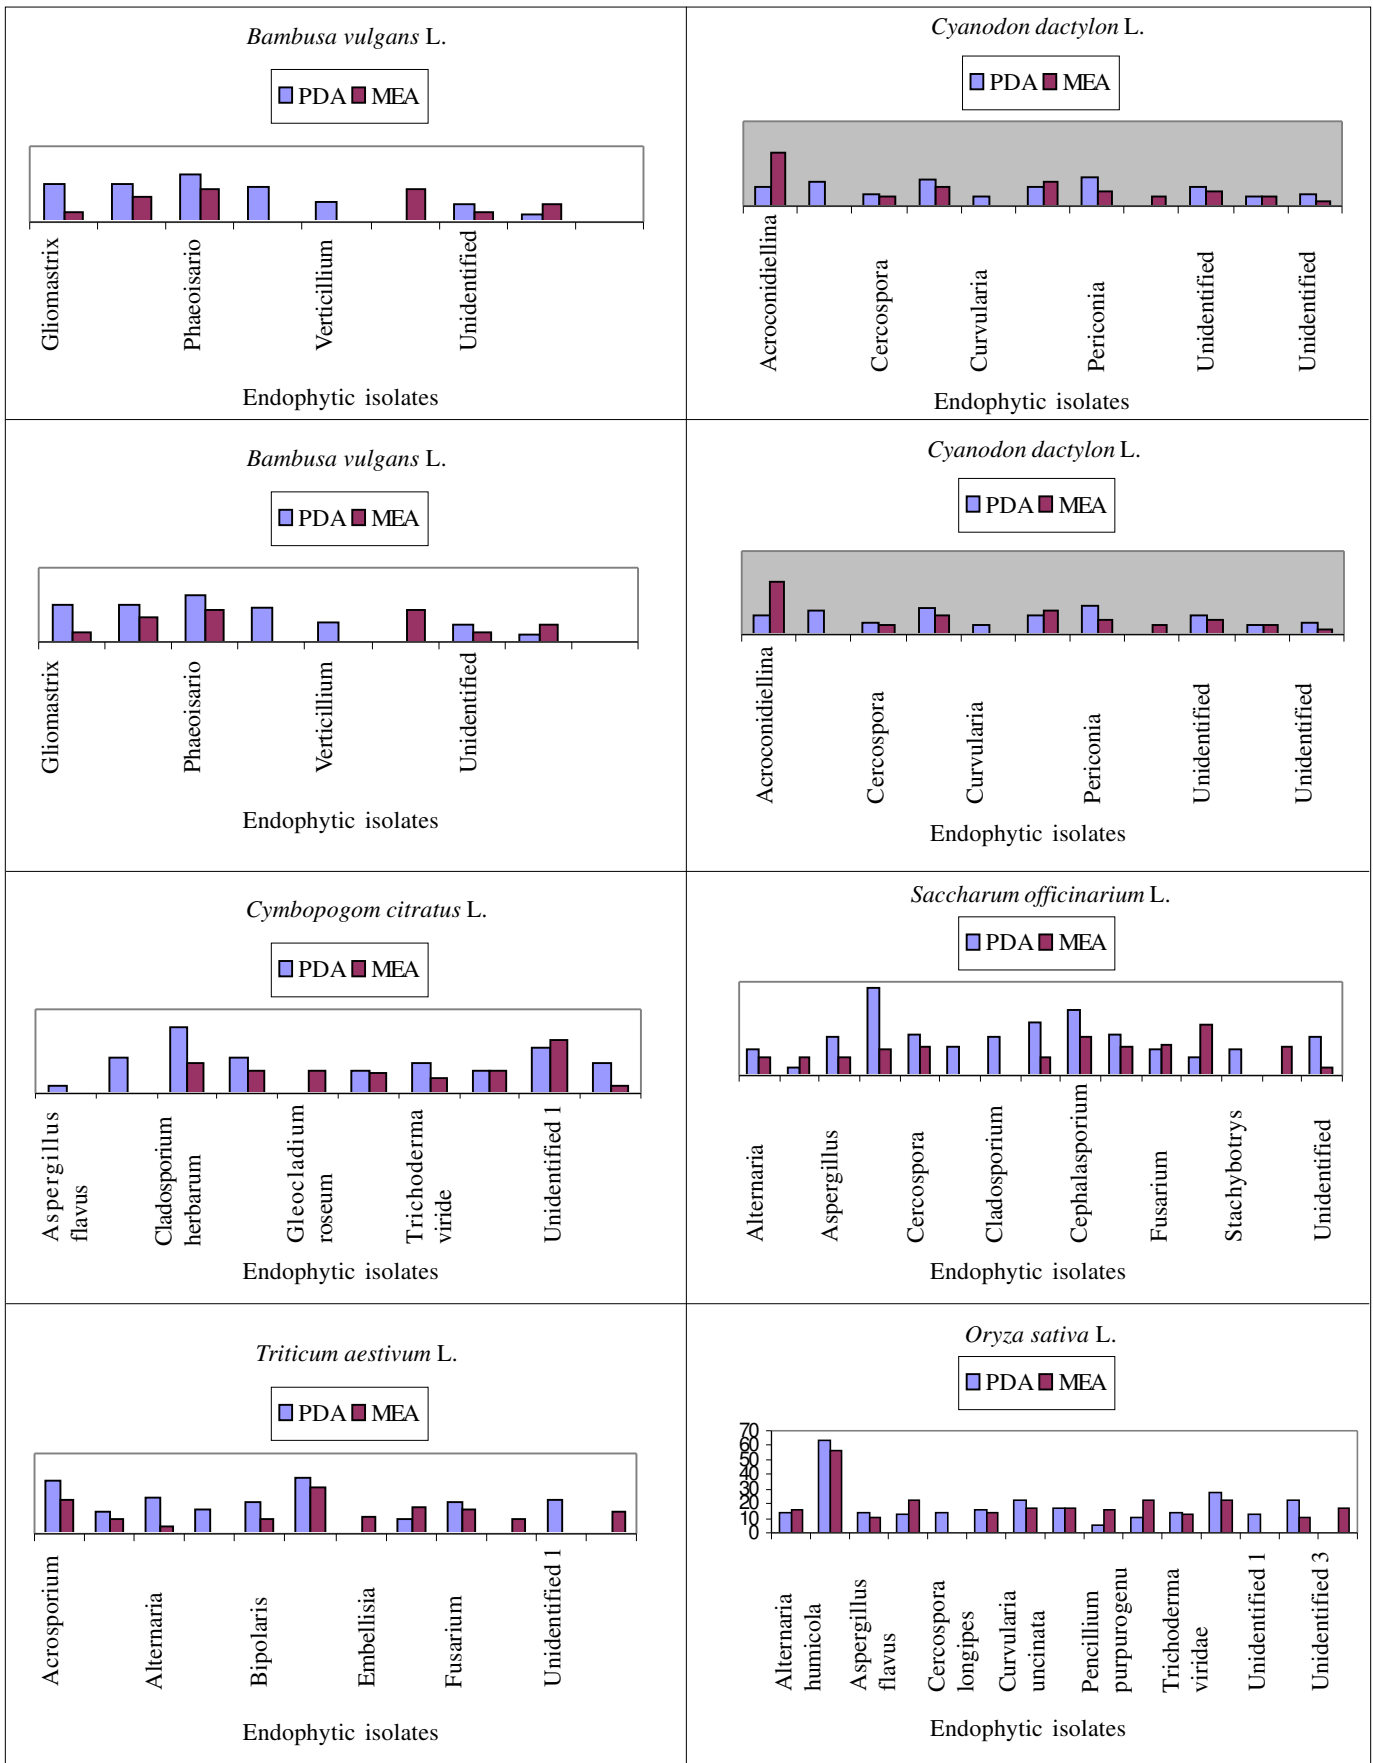 Bambusa vulgans L.
PDA MEA
Gliomastrix
Phaeoisario
Verticillium
Unidentified
Endophytic isolates
Cyanodon dactylon L.
PDA MEA
Acroconidiellina
Cercospora
Curvularia
Periconia
Unidentified
Unidentified
Endophytic isolates
Bambusa vulgans L.
PDA MEA
Gliomastrix
Phaeoisario
Verticillium
Unidentified
Endophytic isolates
Cyanodon dactylon L.
PDA MEA
Acroconidiellina
Cercospora
Curvularia
Periconia
Unidentified
Unidentified
Endophytic isolates
Cymbopogom citratus L.
PDA MEA
Aspergillus
flavus
Cladosporium
herbarum
Gleocladium
roseum
Trichoderma
viride
Unidentified 1
Endophytic isolates
Saccharum officinarium L.
PDA MEA
Alternaria
Aspergillus
Cercospora
Cladosporium
Cephalasporium
Fusarium
Stachybotrys
Unidentified
Endophytic isolates
Triticum aestivum L.
PDA MEA
Acrosporium
Alternaria
Bipolaris
Embellisia
Fusarium
Unidentified 1
Endophytic isolates
Oryza sativa L.
PDA MEA
70
60
50
40
30
20
10
0
Alternaria
humicola
Aspergillus
flavus
Cercospora
longipes
Curvularia
uncinata
Pencillium
purpurogenu
Trichoderma
viridae
Unidentified 1
Unidentified 3
Endophytic isolates